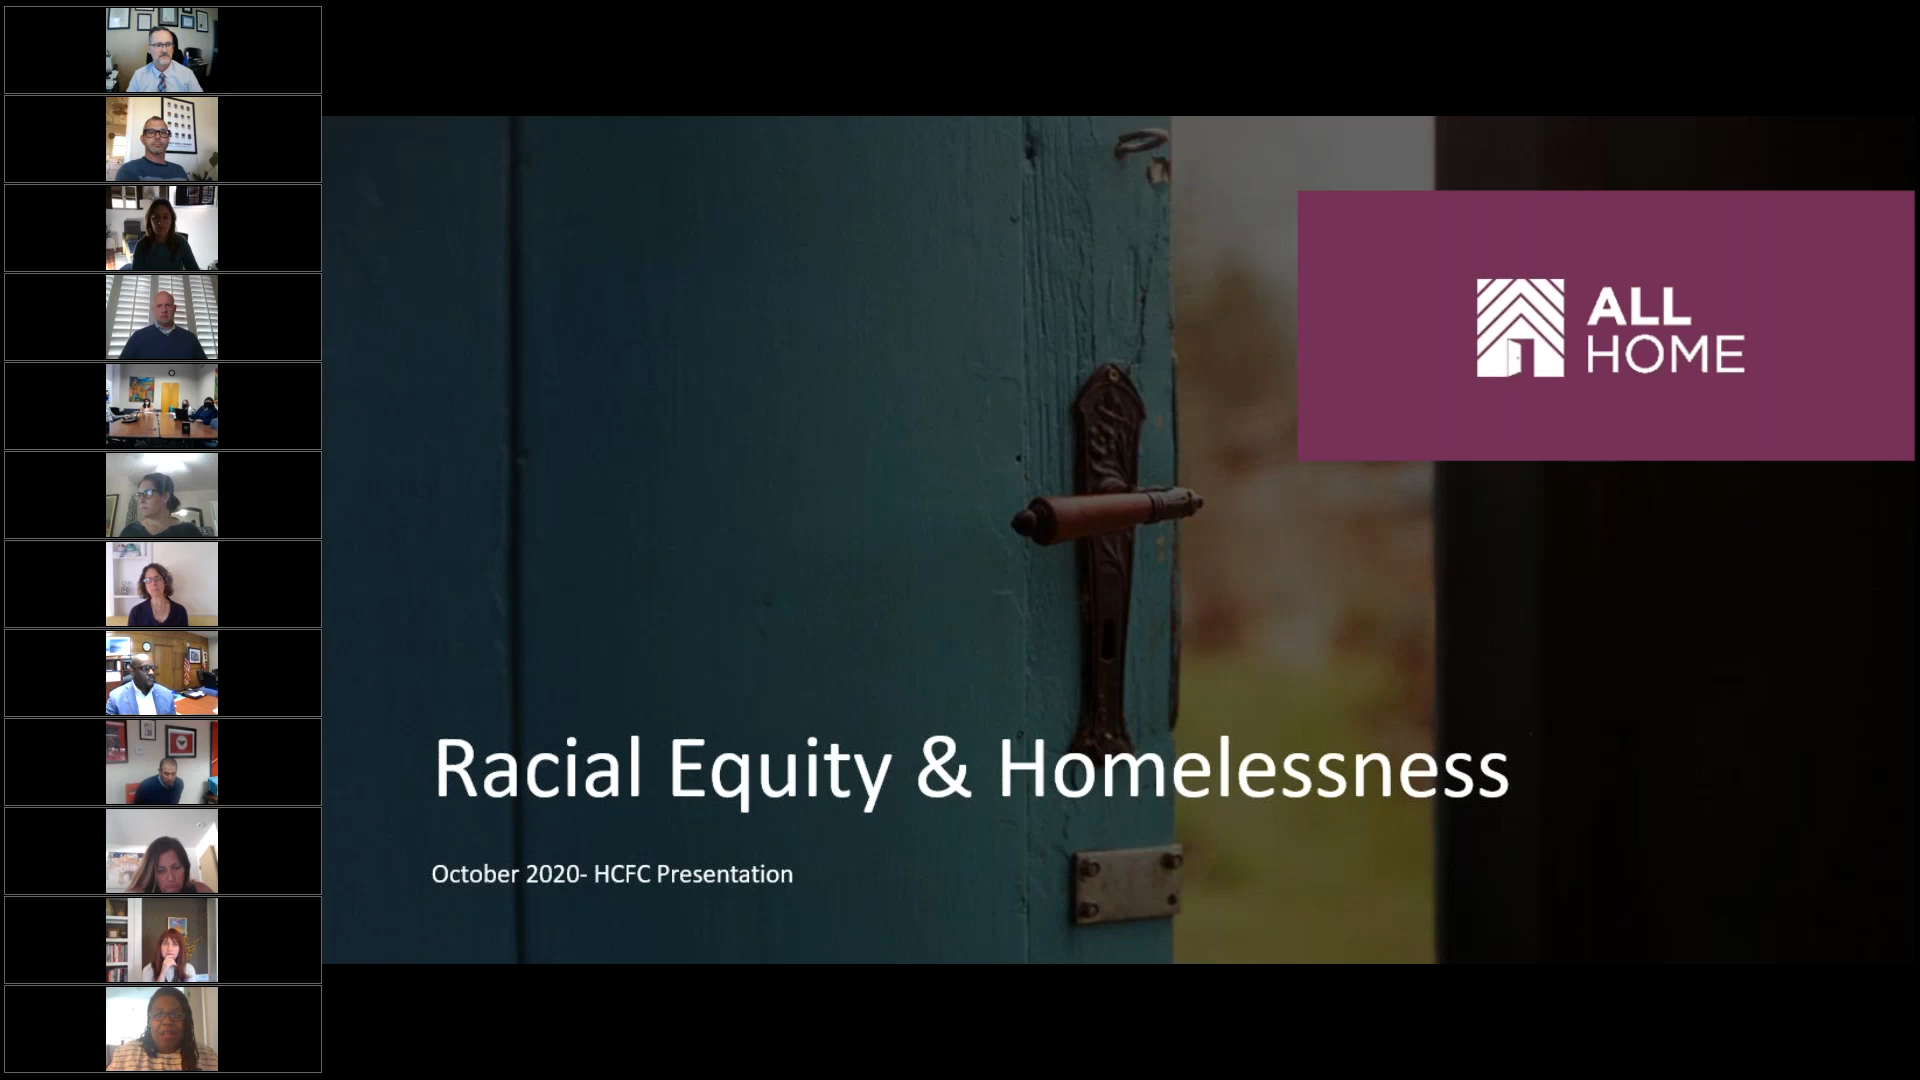 ALL
HOME
Racial Equity & Homelessness
October 2020- HCFC Presentation